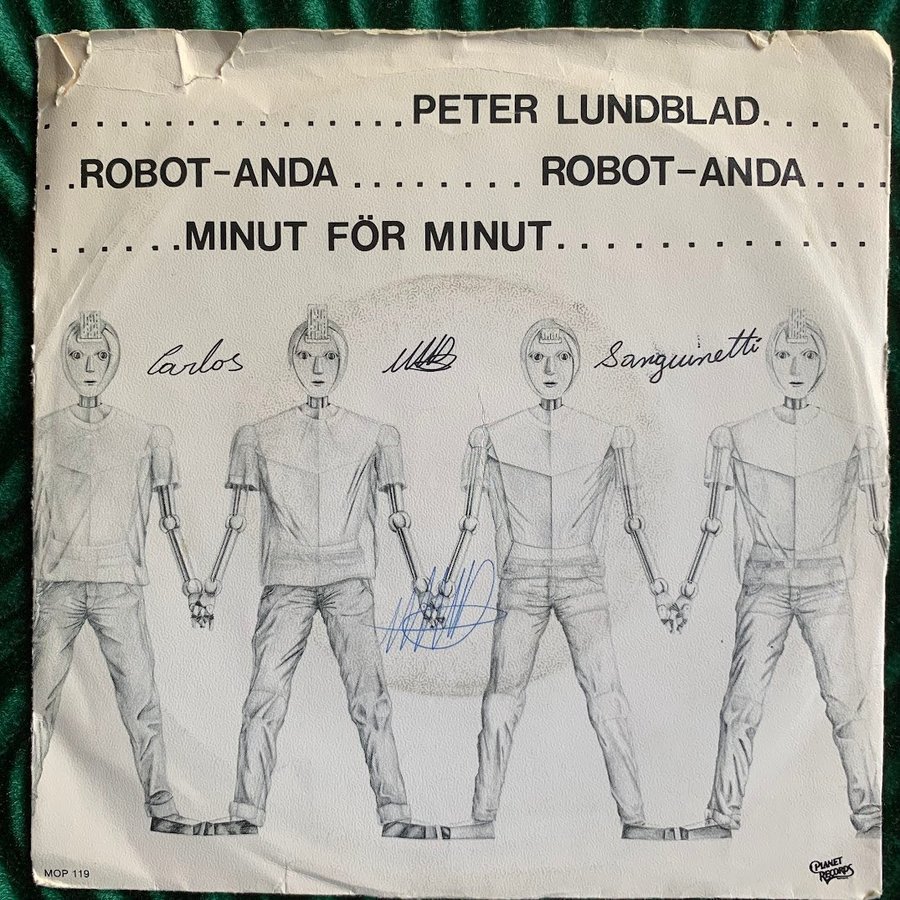 ................PETER LUNDBLAD.....
..ROBOT-ANDA........ROBOT-ANDA....
......MINUT FÖR MINUT.............
Carlos Sanguinetti
MOP 119
PLANET RECORDS